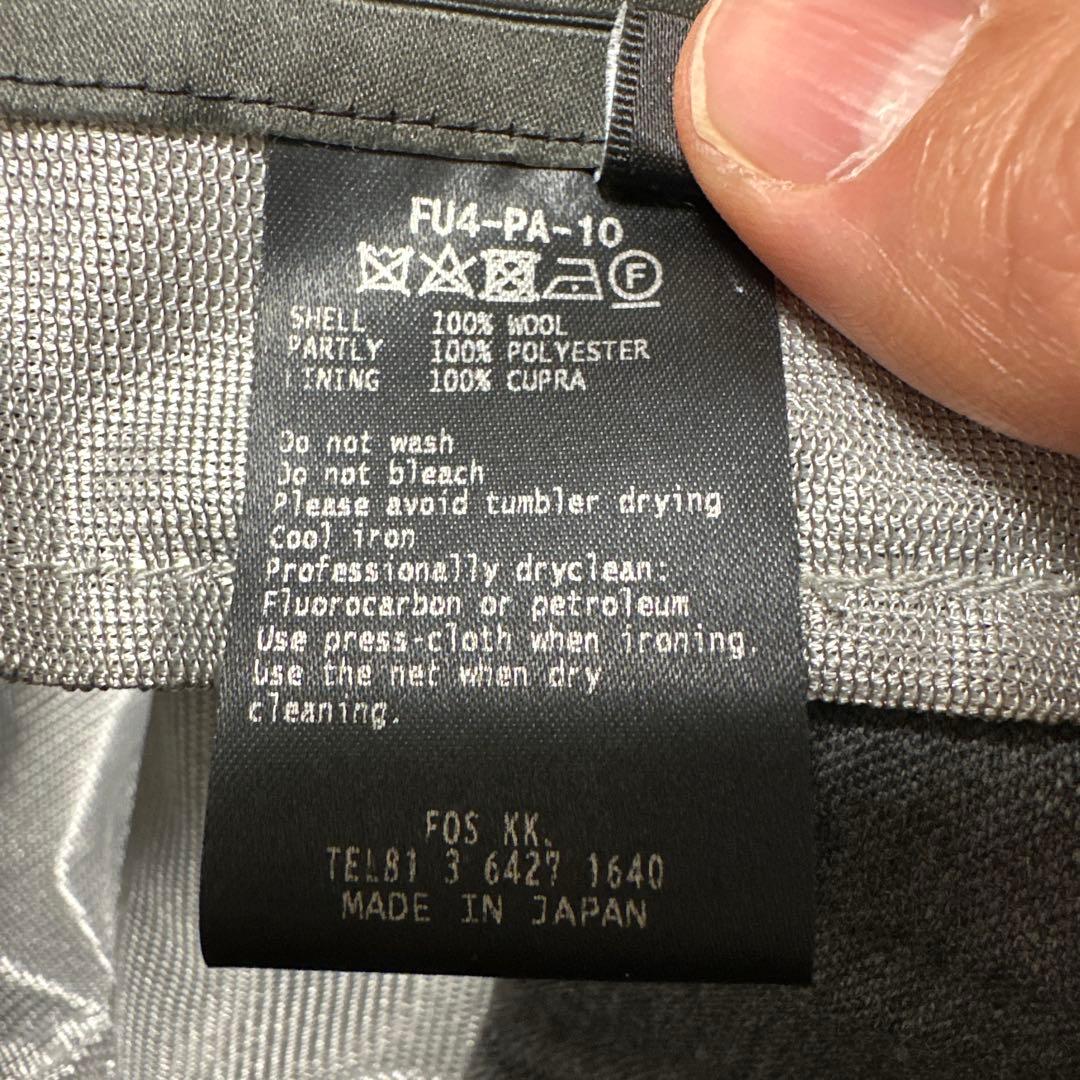 FU4-PA-10
F
SHELL 100% WOOL
PARTLY 100% POLYESTER
LINING 100% CUPRA
Do not wash
Do not bleach
Please avoid tumbler drying
Cool iron
Professionally dryclean:
Fluorocarbon or petroleum
Use press-cloth when ironing.
Use the net when dry
cleaning.
FOS KK.
TEL81 3 6427 1640
MADE IN JAPAN